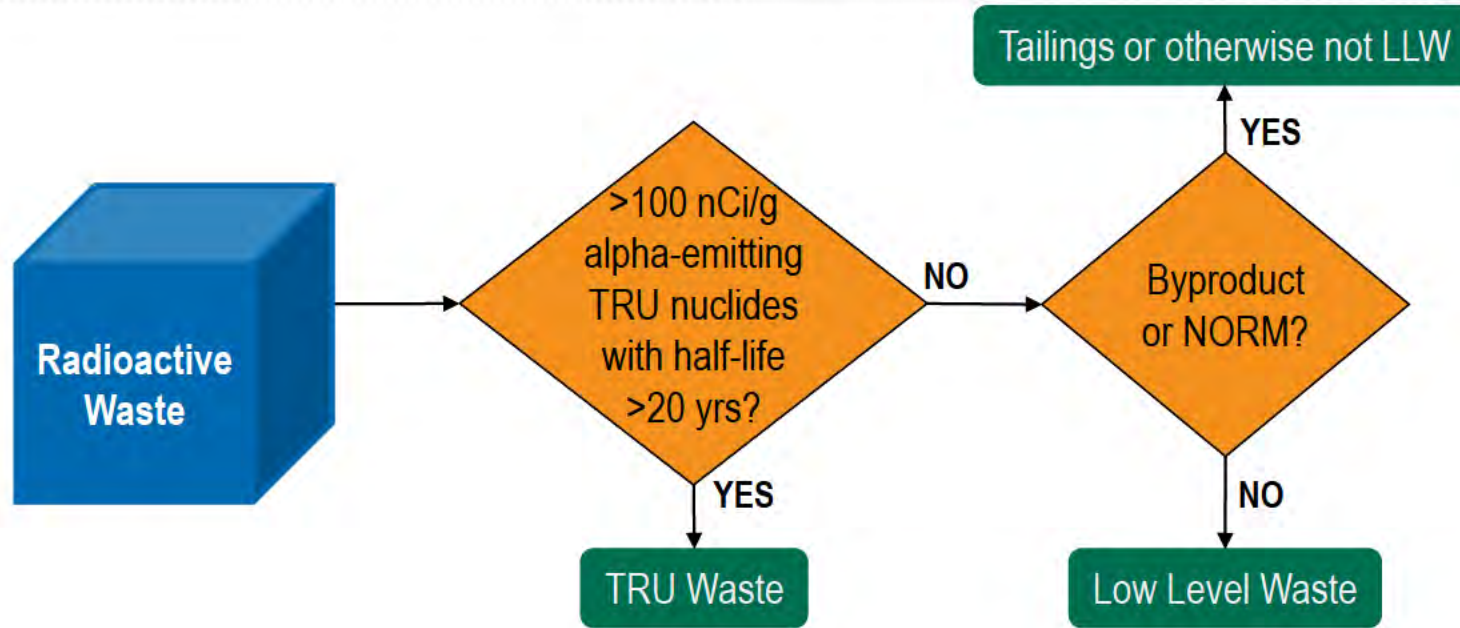 Tailings or otherwise not LLW
YES
>100 nCi/g
alpha-emitting
TRU nuclides
with half-life
>20 yrs?
NO
Byproduct
or NORM?
Radioactive
Waste
YES
NO
TRU Waste
Low Level Waste